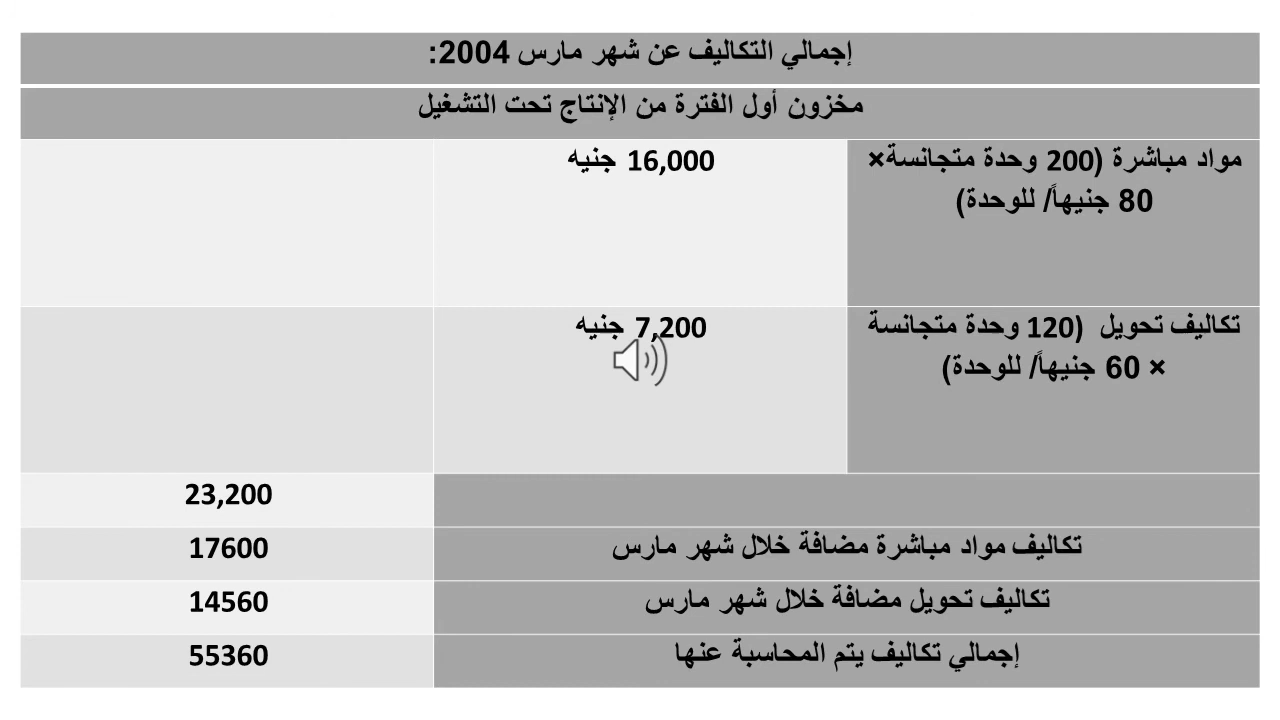 إجمالي التكاليف عن شهر مارس 2004:
مخزون أول الفترة من الإنتاج تحت التشغيل
مواد مباشرة (200 وحدة متجانسة×
80 جنيهاً/ للوحدة)
16,000 جنيه
تكاليف تحويل (120 وحدة متجانسة
× 60 جنيهاً/ للوحدة)
7,200 جنيه
23,200
تكاليف مواد مباشرة مضافة خلال شهر مارس
17600
تكاليف تحويل مضافة خلال شهر مارس
14560
إجمالي تكاليف يتم المحاسبة عنها
55360